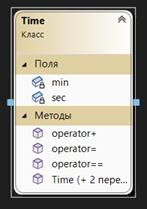 Time
Класс
Поля
min
sec
Методы
operator+
operator=
operator==
Time (+ 2 пере...